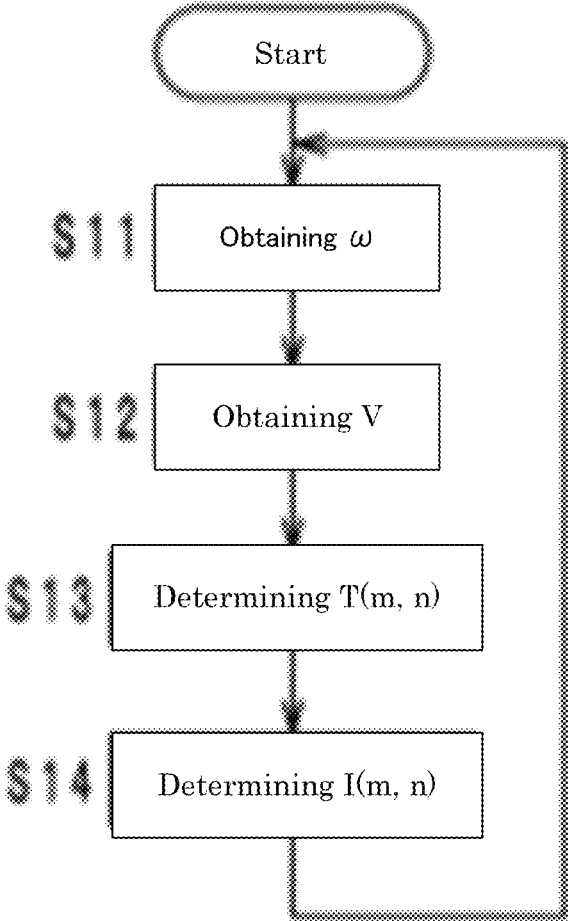 Start
S11
Obtaining ω
S12
Obtaining V
S13
Determining T(m, n)
S14
Determining I(m, n)